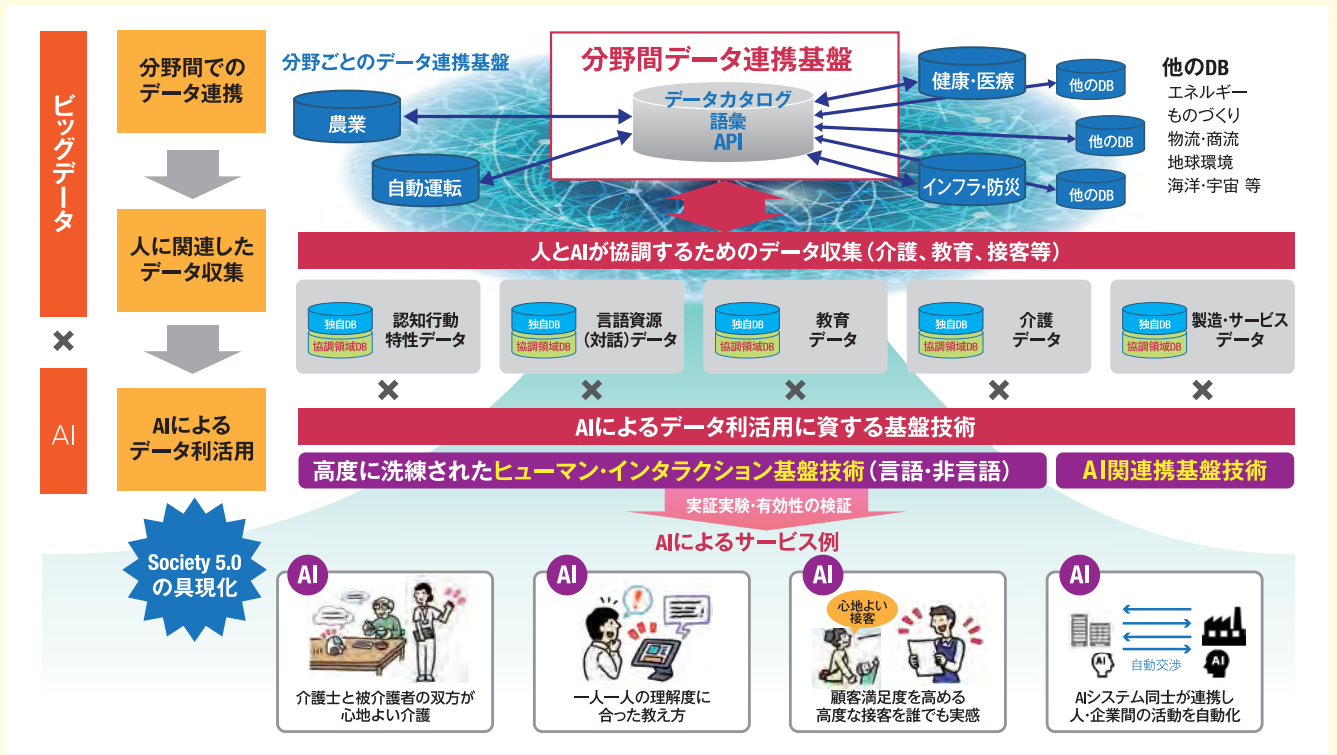 ビッグデータ
×
AI
分野間での
データ連携
人に関連した
データ収集
AIによる
データ利活用
Society 5.0
の具現化
分野ごとのデータ連携基盤
分野間データ連携基盤
データカタログ
語彙
API
農業
自動運転
健康・医療
インフラ・防災
他のDB
他のDB
他のDB
他のDB
エネルギー
ものづくり
物流・商流
地球環境
海洋・宇宙 等
人とAIが協調するためのデータ収集(介護、教育、接客等)
独自DB
協調領域DB
認知行動
特性データ
独自DB
協調領域DB
言語資源
(対話)データ
独自DB
協調領域DB
教育
データ
独自DB
協調領域DB
介護
データ
独自DB
協調領域DB
製造・サービス
データ
× × × × ×
AIによるデータ利活用に資する基盤技術
高度に洗練されたヒューマン・インタラクション基盤技術(言語・非言語)
AI間連携基盤技術
実証実験・有効性の検証
AIによるサービス例
AI
介護士と被介護者の双方が
心地よい介護
AI
一人一人の理解度に
合った教え方
AI
心地よい
接客
顧客満足度を高める
高度な接客を誰でも実感
AI
AI
自動交渉
AI
AIシステム同士が連携し
人・企業間の活動を自動化